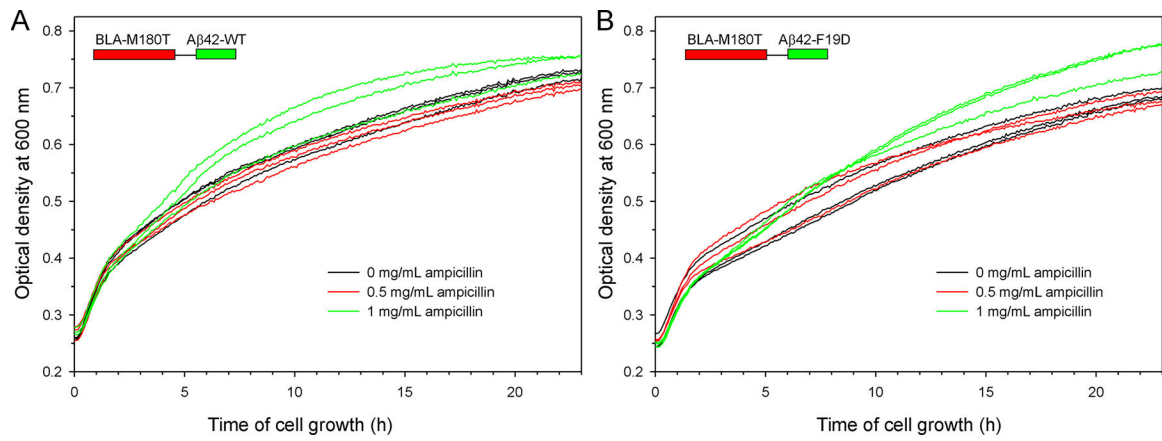 A
BLA-M180T Aβ42-WT
Optical density at 600 nm
0.8
0.7
0.6
0.5
0.4
0.3
0.2
0 mg/mL ampicillin
0.5 mg/mL ampicillin
1 mg/mL ampicillin
0 5 10 15 20
Time of cell growth (h)
B
BLA-M180T Aβ42-F19D
Optical density at 600 nm
0.8
0.7
0.6
0.5
0.4
0.3
0.2
0 mg/mL ampicillin
0.5 mg/mL ampicillin
1 mg/mL ampicillin
0 5 10 15 20
Time of cell growth (h)